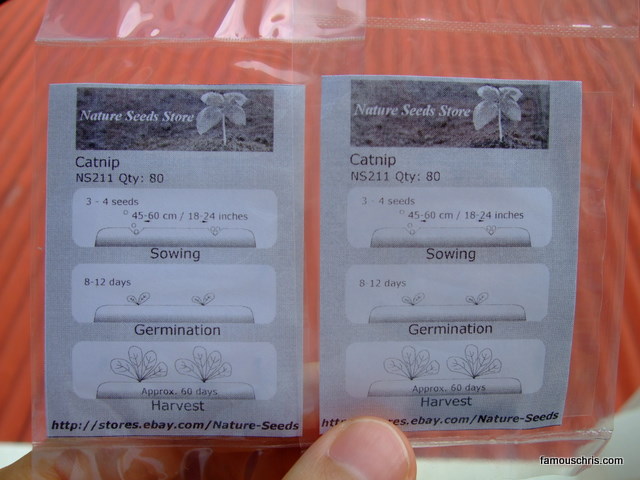 Nature Seeds Store
Catnip
NS211 Qty: 80
3 - 4 seeds
45-60 cm / 18-24 inches
Sowing
8-12 days
Germination
Approx. 60 days
Harvest
http://stores.ebay.com/Nature-Seeds
Nature Seeds Store
Catnip
NS211 Qty: 80
3 - 4 seeds
45-60 cm / 18-24 inches
Sowing
8-12 days
Germination
Approx. 60 days
Harvest
http://stores.ebay.com/Nature-Seeds
famouschris.com